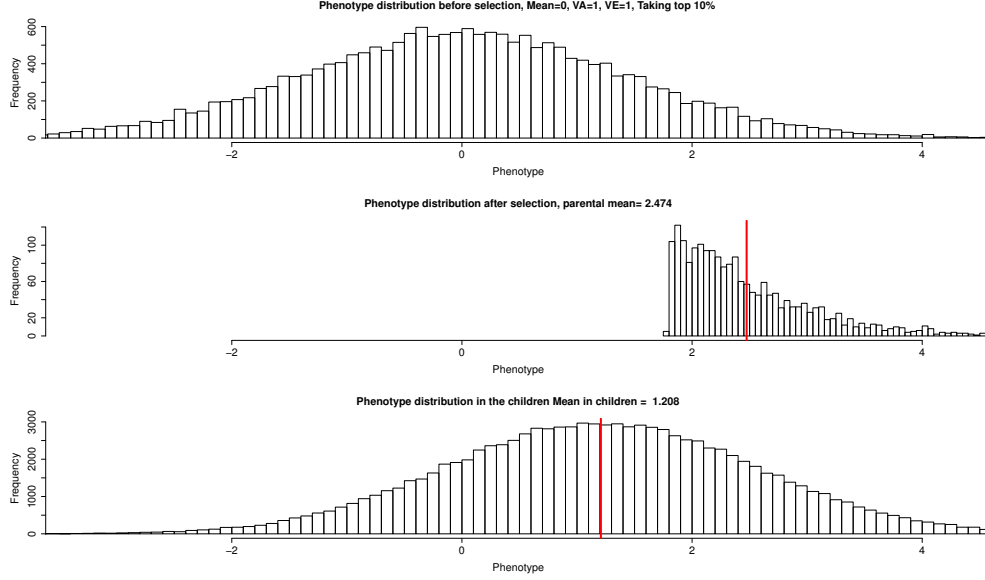 Phenotype distribution before selection, Mean=0, VA=1, VE=1, Taking top 10%
Frequency
0 200 400 600
−2 0 2 4
Phenotype
Phenotype distribution after selection, parental mean= 2.474
Frequency
0 20 60 100
−2 0 2 4
Phenotype
Phenotype distribution in the children Mean in children = 1.208
Frequency
0 1000 2000 3000
−2 0 2 4
Phenotype